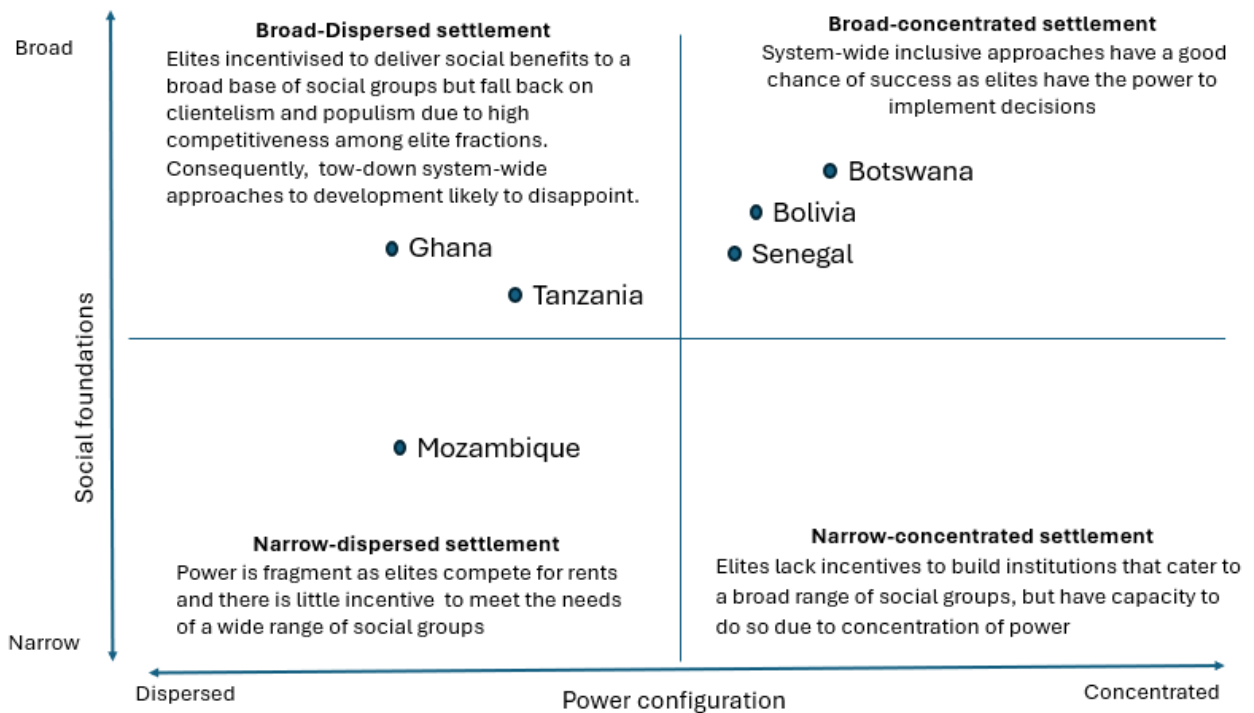 Broad
Broad-Dispersed settlement
Elites incentivised to deliver social benefits to a
broad base of social groups but fall back on
clientelism and populism due to high
competitiveness among elite fractions.
Consequently, tow-down system-wide
approaches to development likely to disappoint.
Broad-concentrated settlement
System-wide inclusive approaches have a good
chance of success as elites have the power to
implement decisions
Botswana
Bolivia
Senegal
Ghana
Tanzania
Social foundations
Mozambique
Narrow-dispersed settlement
Power is fragment as elites compete for rents
and there is little incentive to meet the needs
of a wide range of social groups
Narrow-concentrated settlement
Elites lack incentives to build institutions that cater to
a broad range of social groups, but have capacity to
do so due to concentration of power
Narrow
Dispersed
Power configuration
Concentrated